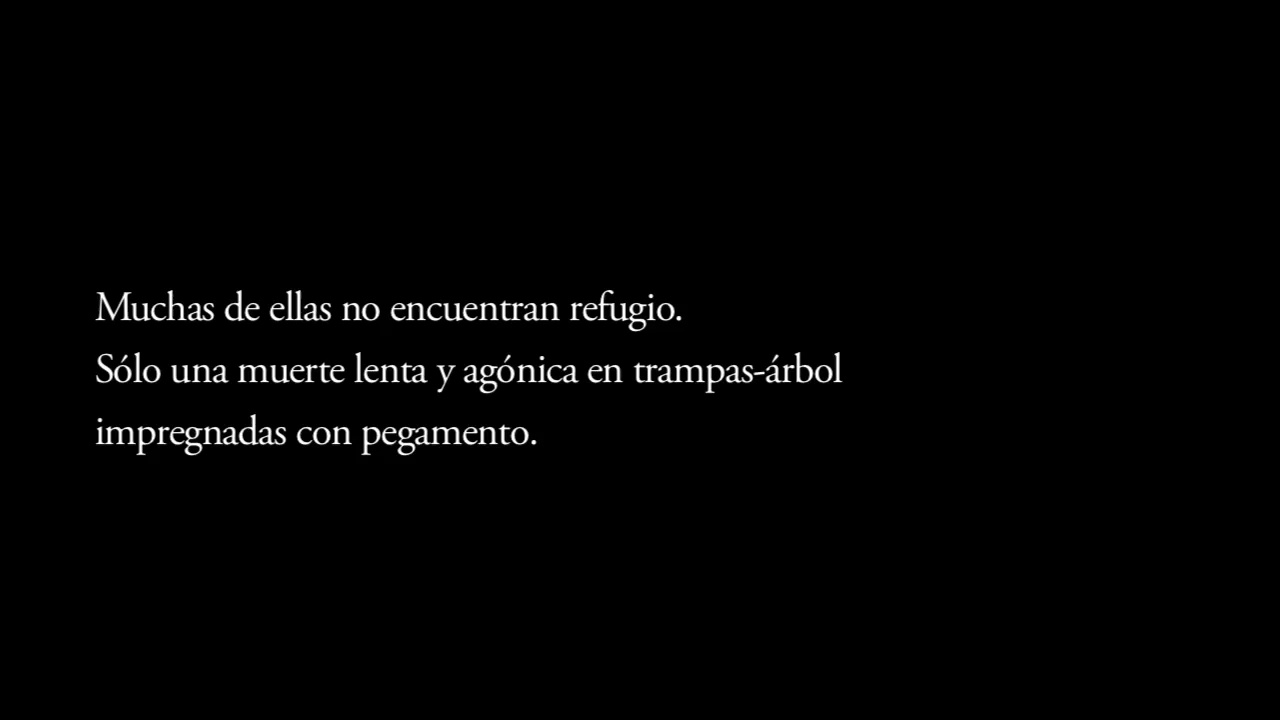 Muchas de ellas no encuentran refugio.
Sólo una muerte lenta y agónica en trampas-árbol
impregnadas con pegamento.